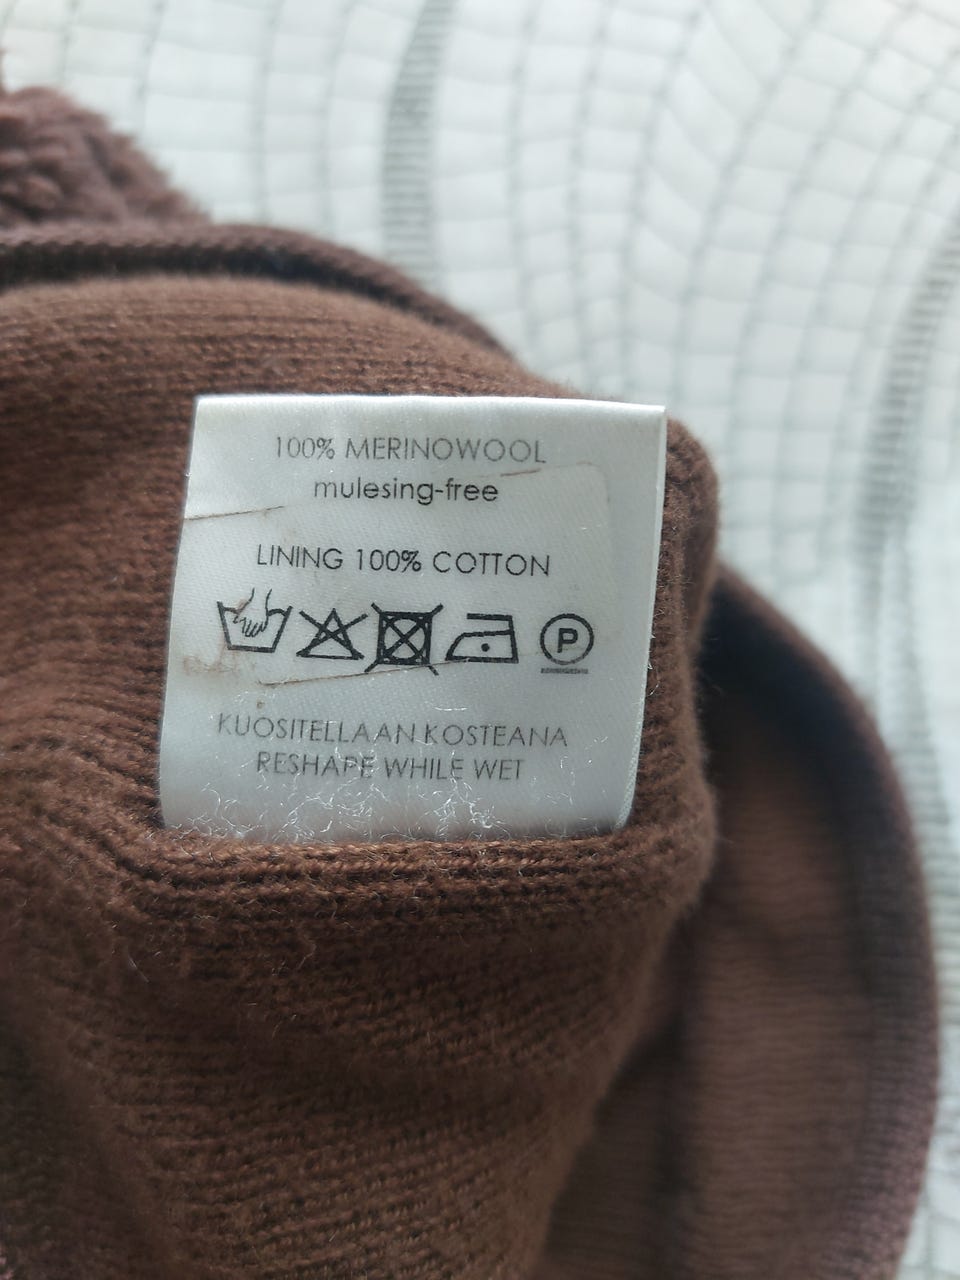 100% MERINOWOOL
mulesing-free
LINING 100% COTTON
P
KUOSITELLAAN KOSTEANA
RESHAPE WHILE WET